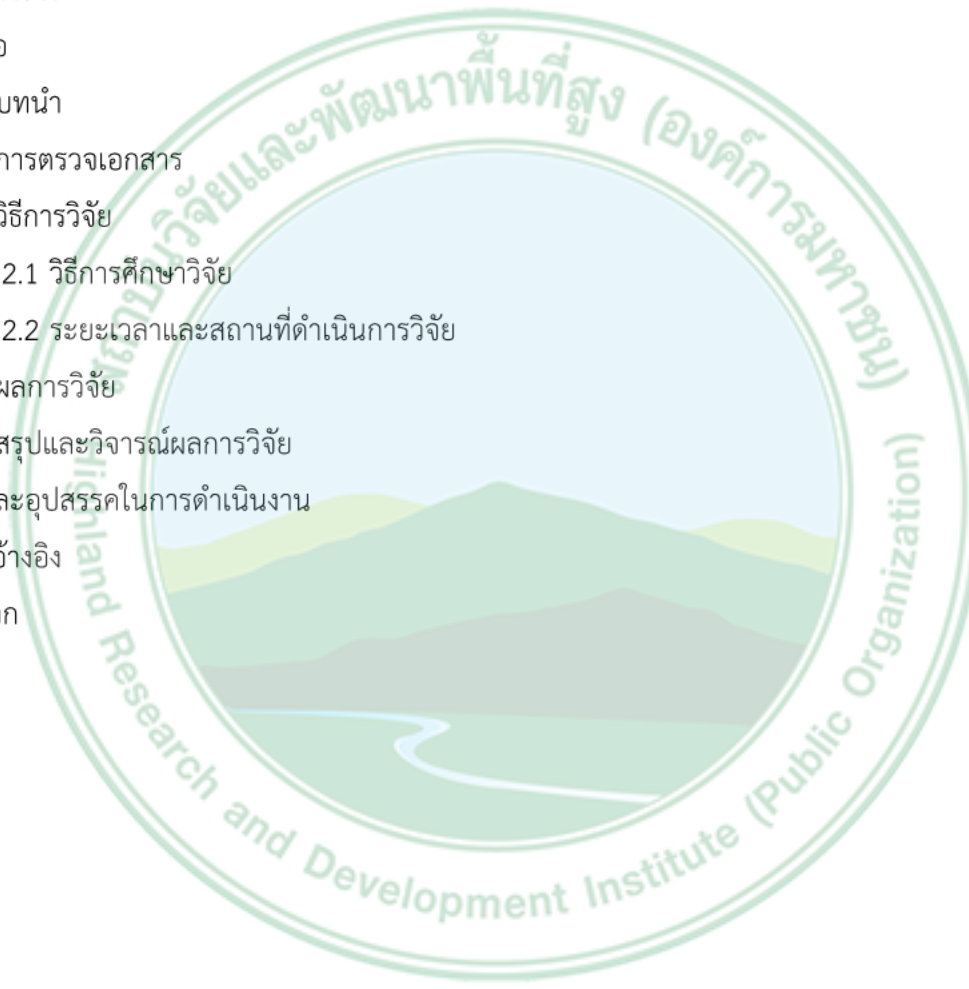 อ
บทนำ
การตรวจเอกสาร
วิธีการวิจัย
2.1 วิธีการศึกษาวิจัย
2.2 ระยะเวลาและสถานที่ดำเนินการวิจัย
ผลการวิจัย
สรุปและวิจารณ์ผลการวิจัย
ละอุปสรรคในการดำเนินงาน
อ้างอิง
วก
สถาบันวิจัยและพัฒนาพื้นที่สูง (องค์การมหาชน)
Highland Research and Development Institute (Public Organization)